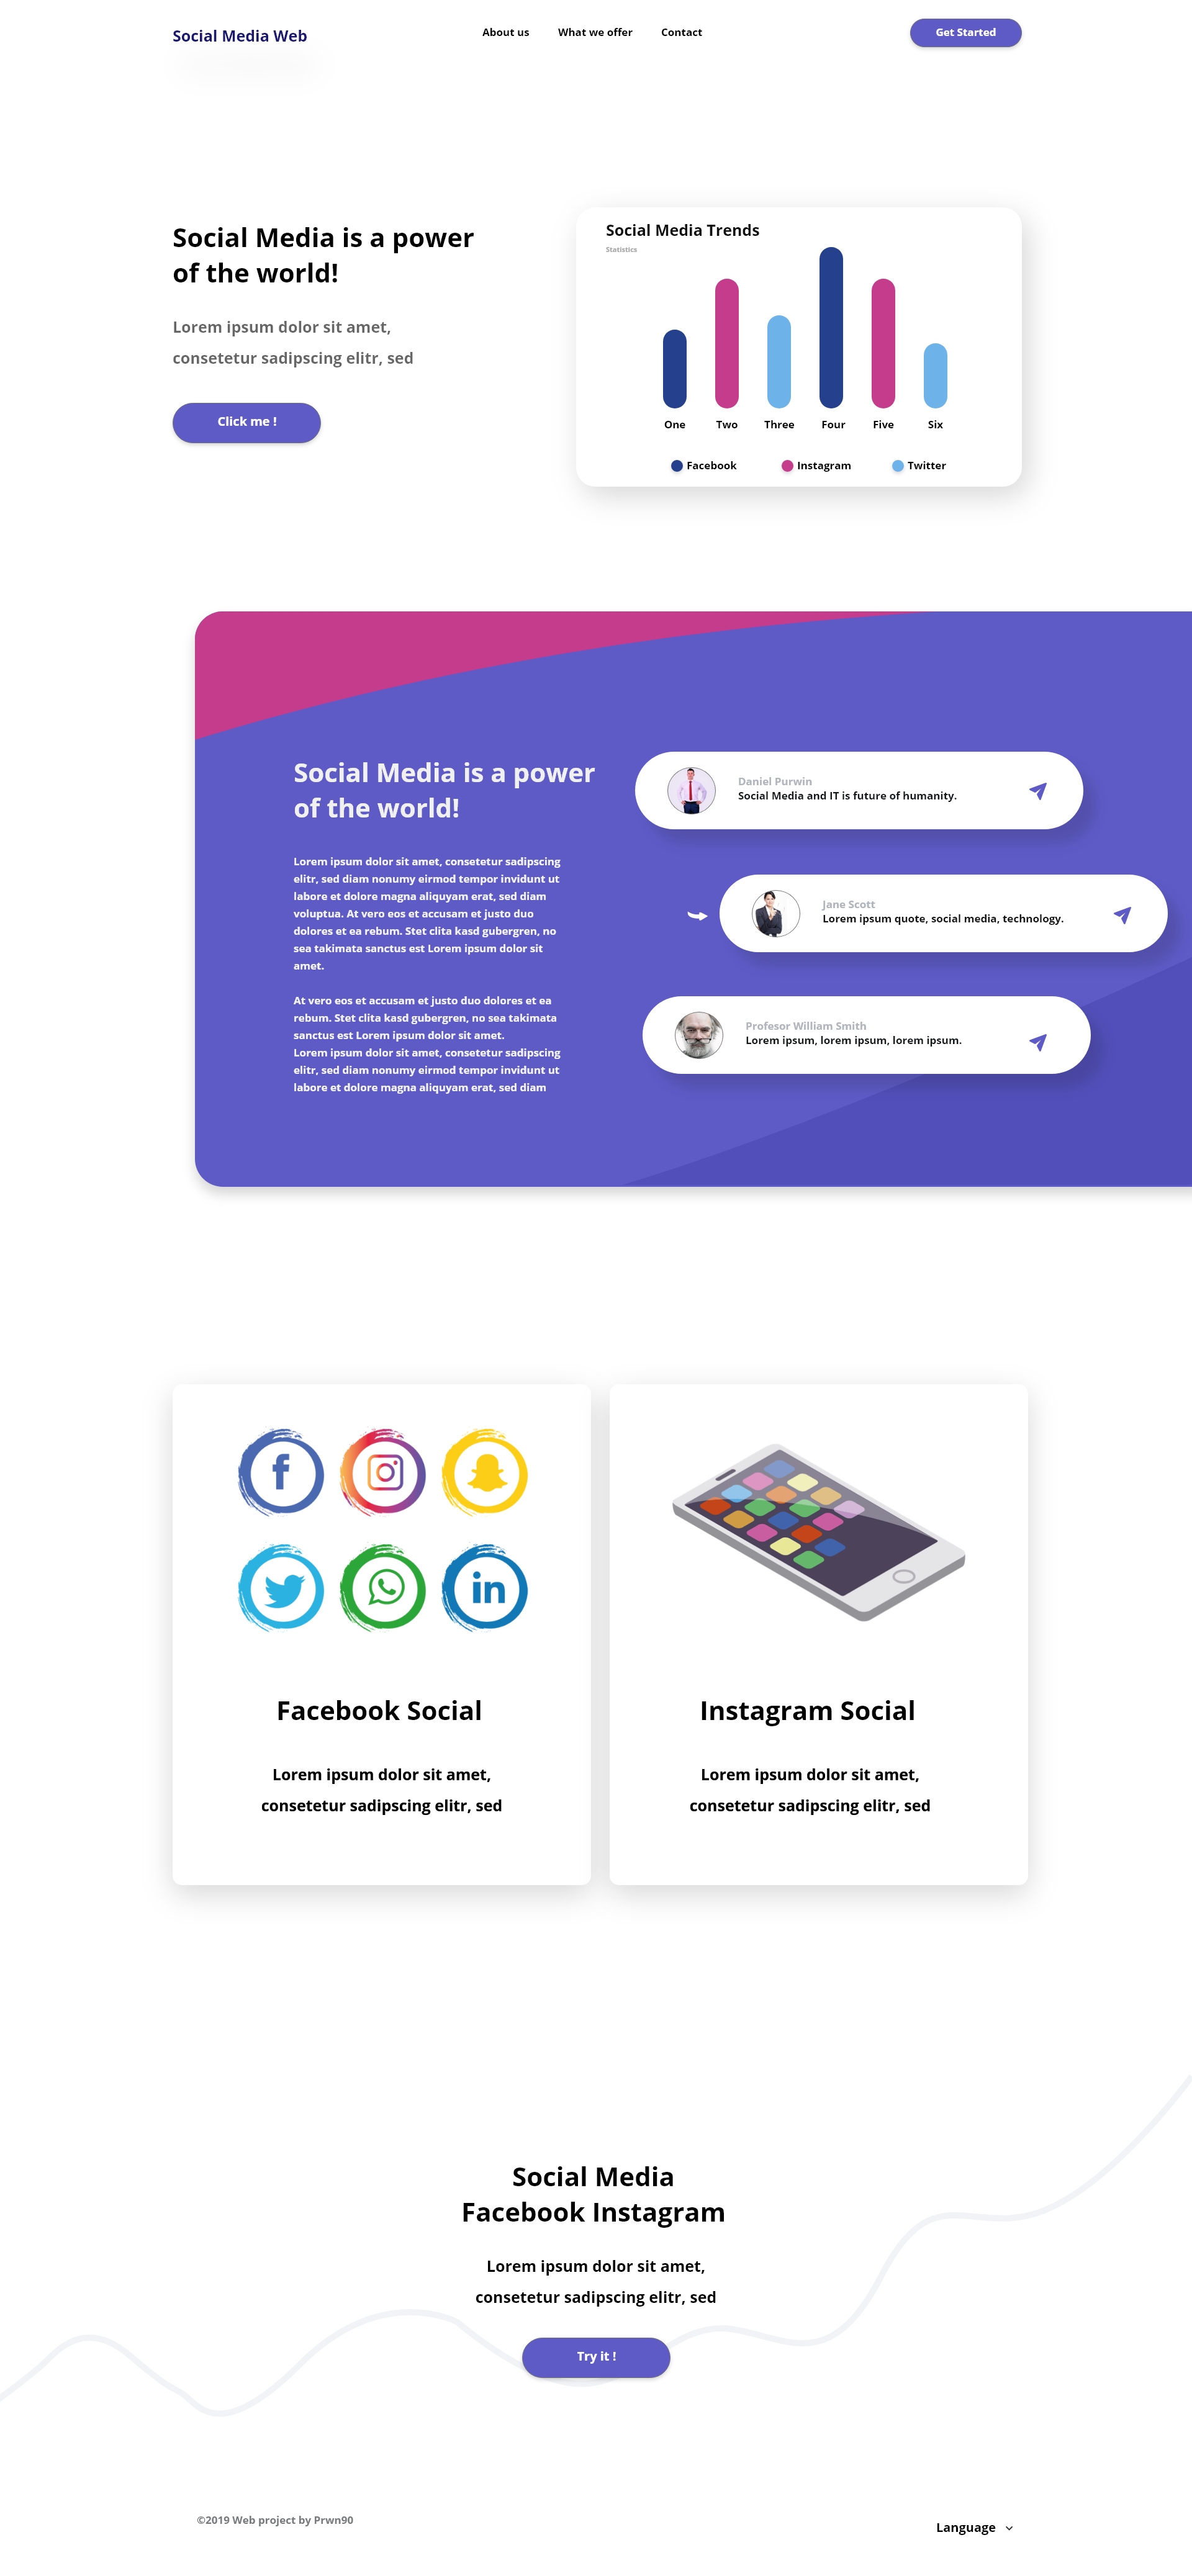 Social Media Web
About us
What we offer
Contact
Get Started
Social Media is a power
of the world!
Lorem ipsum dolor sit amet,
consetetur sadipscing elitr, sed
Click me !
Social Media Trends
Statistics
One
Two
Three
Four
Five
Six
Facebook
Instagram
Twitter
Social Media is a power
of the world!
Lorem ipsum dolor sit amet, consetetur sadipscing
elitr, sed diam nonumy eirmod tempor invidunt ut
labore et dolore magna aliquyam erat, sed diam
voluptua. At vero eos et accusam et justo duo
dolores et ea rebum. Stet clita kasd gubergren, no
sea takimata sanctus est Lorem ipsum dolor sit
amet.
At vero eos et accusam et justo duo dolores et ea
rebum. Stet clita kasd gubergren, no sea takimata
sanctus est Lorem ipsum dolor sit amet.
Lorem ipsum dolor sit amet, consetetur sadipscing
elitr, sed diam nonumy eirmod tempor invidunt ut
labore et dolore magna aliquyam erat, sed diam
Daniel Purwin
Social Media and IT is future of humanity.
Jane Scott
Lorem ipsum quote, social media, technology.
Profesor William Smith
Lorem ipsum, lorem ipsum, lorem ipsum.
f
in
Facebook Social
Lorem ipsum dolor sit amet,
consetetur sadipscing elitr, sed
Instagram Social
Lorem ipsum dolor sit amet,
consetetur sadipscing elitr, sed
Social Media
Facebook Instagram
Lorem ipsum dolor sit amet,
consetetur sadipscing elitr, sed
Try it !
©2019 Web project by Prwn90
Language